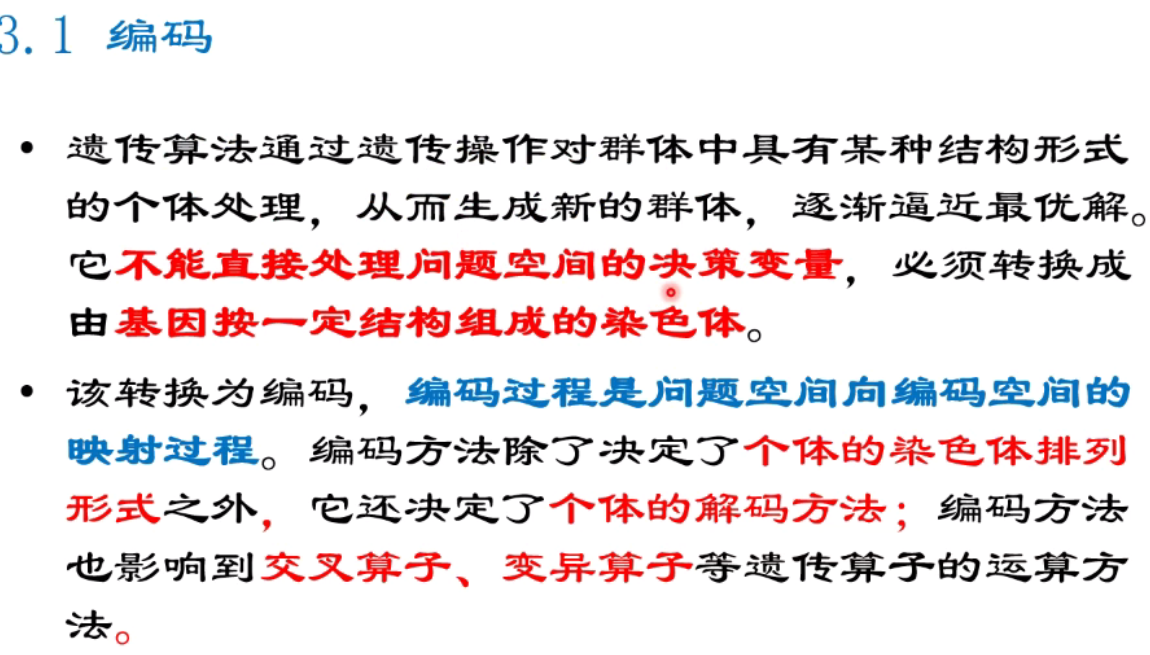 3.1 编码
• 遗传算法通过遗传操作对群体中具有某种结构形式
的个体处理，从而生成新的群体，逐渐逼近最优解。
它不能直接处理问题空间的决策变量，必须转换成
由基因按一定结构组成的染色体。
• 该转换为编码，编码过程是问题空间向编码空间的
映射过程。编码方法除了决定了个体的染色体排列
形式之外，它还决定了个体的解码方法；编码方法
也影响到交叉算子、变异算子等遗传算子的运算方
法。